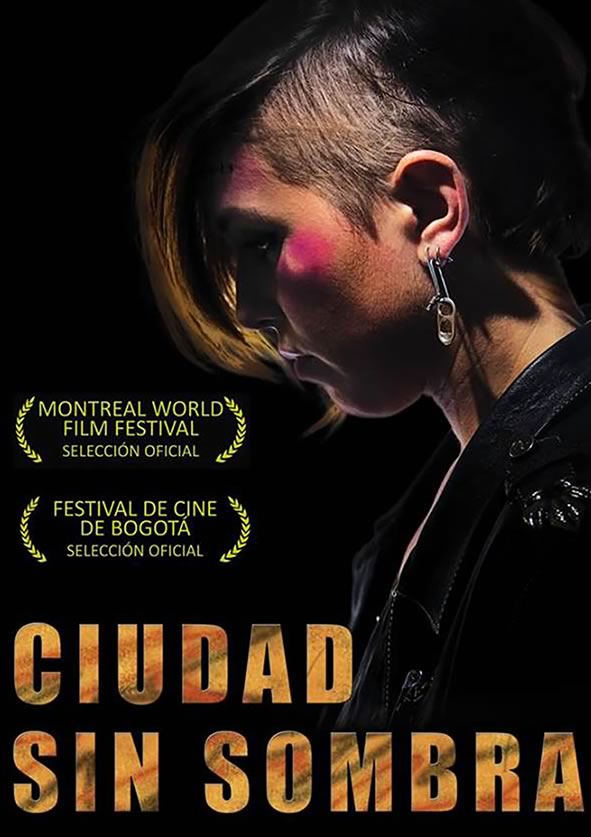 MONTREAL WORLD
FILM FESTIVAL
SELECCIÓN OFICIAL
FESTIVAL DE CINE
DE BOGOTÁ
SELECCIÓN OFICIAL
CIUDAD
SIN SOMBRA